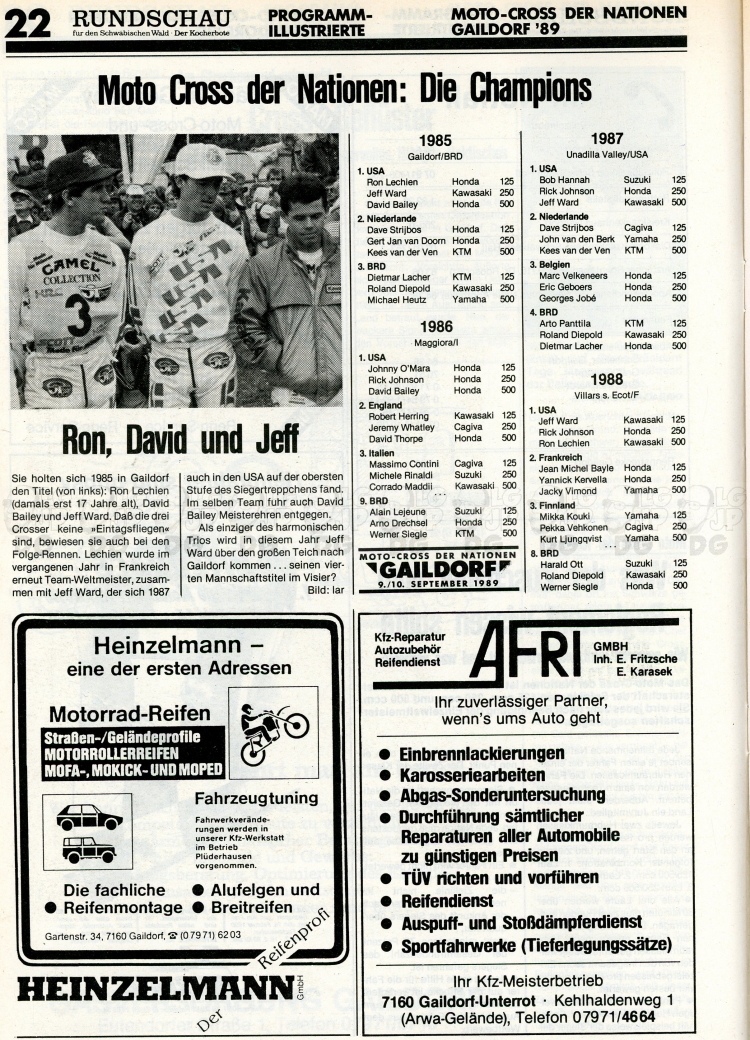 22 RUNDSCHAU
für den Schwäbischen Wald · Der Kocherbote
PROGRAMM-
ILLUSTRIERTE
MOTO-CROSS DER NATIONEN
GAILDORF '89
Moto Cross der Nationen: Die Champions
CAMEL
COLLECTION
3
SCOTT
USA
USA
USA
Ron, David und Jeff
Sie holten sich 1985 in Gaildorf
den Titel (von links): Ron Lechien
(damals erst 17 Jahre alt), David
Bailey und Jeff Ward. Daß die drei
Crosser keine »Eintagsfliegen«
sind, bewiesen sie auch bei den
Folge-Rennen. Lechien wurde im
vergangenen Jahr in Frankreich
erneut Team-Weltmeister, zusam-
men mit Jeff Ward, der sich 1987
auch in den USA auf der obersten
Stufe des Siegertreppchens fand.
Im selben Team fuhr auch David
Bailey Meisterehren entgegen.
Als einziger des harmonischen
Trios wird in diesem Jahr Jeff
Ward über den großen Teich nach
Gaildorf kommen ... seinen vier-
ten Mannschaftstitel im Visier?
Bild: lar
1985
Gaildorf/BRD
1. USA
Ron Lechien Honda 125
Jeff Ward Kawasaki 250
David Bailey Honda 500
2. Niederlande
Dave Strijbos Honda 125
Gert Jan van Doorn Honda 250
Kees van der Ven KTM 500
3. BRD
Dietmar Lacher KTM 125
Roland Diepold Kawasaki 250
Michael Heutz Yamaha 500
1986
Maggiora/I
1. USA
Johnny O'Mara Honda 125
Rick Johnson Honda 250
David Bailey Honda 500
2. England
Robert Herring Kawasaki 125
Jeremy Whatley Cagiva 250
David Thorpe Honda 500
3. Italien
Massimo Contini Cagiva 125
Michele Rinaldi Suzuki 250
Corrado Maddii Kawasaki 500
...
9. BRD
Alain Lejeune Suzuki 125
Arno Drechsel Honda 250
Werner Siegle KTM 500
MOTO-CROSS DER NATIONEN
GAILDORF
9./10. SEPTEMBER 1989
1987
Unadilla Valley/USA
1. USA
Bob Hannah Suzuki 125
Rick Johnson Honda 250
Jeff Ward Kawasaki 500
2. Niederlande
Dave Strijbos Cagiva 125
John van den Berk Yamaha 250
Kees van der Ven KTM 500
3. Belgien
Marc Velkeneers Honda 125
Eric Geboers Honda 250
Georges Jobé Honda 500
4. BRD
Arto Panttila KTM 125
Roland Diepold Kawasaki 250
Dietmar Lacher Honda 500
1988
Villars s. Ecot/F
1. USA
Jeff Ward Kawasaki 125
Rick Johnson Honda 250
Ron Lechien Kawasaki 500
2. Frankreich
Jean Michel Bayle Honda 125
Yannick Kervella Honda 250
Jacky Vimond Yamaha 500
3. Finnland
Mikka Kouki Yamaha 125
Pekka Vehkonen Cagiva 250
Kurt Ljungqvist Yamaha 500
...
8. BRD
Harald Ott Suzuki 125
Roland Diepold Kawasaki 250
Werner Siegle Honda 500
Heinzelmann –
eine der ersten Adressen
Motorrad-Reifen
Straßen-/Geländeprofile
MOTORROLLERREIFEN
MOFA-, MOKICK- UND MOPED
Fahrzeugtuning
Fahrwerkverände-
rungen werden in
unserer Kfz-Werkstatt
im Betrieb
Plüderhausen
vorgenommen.
Die fachliche
● Reifenmontage
● Alufelgen und
● Breitreifen
Gartenstr. 34, 7160 Gaildorf, ☎ (0 79 71) 62 03
HEINZELMANN GmbH
Der Reifenprofi
Kfz-Reparatur
Autozubehör
Reifendienst
AFRI
GMBH
Inh. E. Fritzsche
E. Karasek
Ihr zuverlässiger Partner,
wenn's ums Auto geht
● Einbrennlackierungen
● Karosseriearbeiten
● Abgas-Sonderuntersuchung
● Durchführung sämtlicher
Reparaturen aller Automobile
zu günstigen Preisen
● TÜV richten und vorführen
● Reifendienst
● Auspuff- und Stoßdämpferdienst
● Sportfahrwerke (Tieferlegungssätze)
Ihr Kfz-Meisterbetrieb
7160 Gaildorf-Unterrot · Kehlhaldenweg 1
(Arwa-Gelände), Telefon 07971/4664